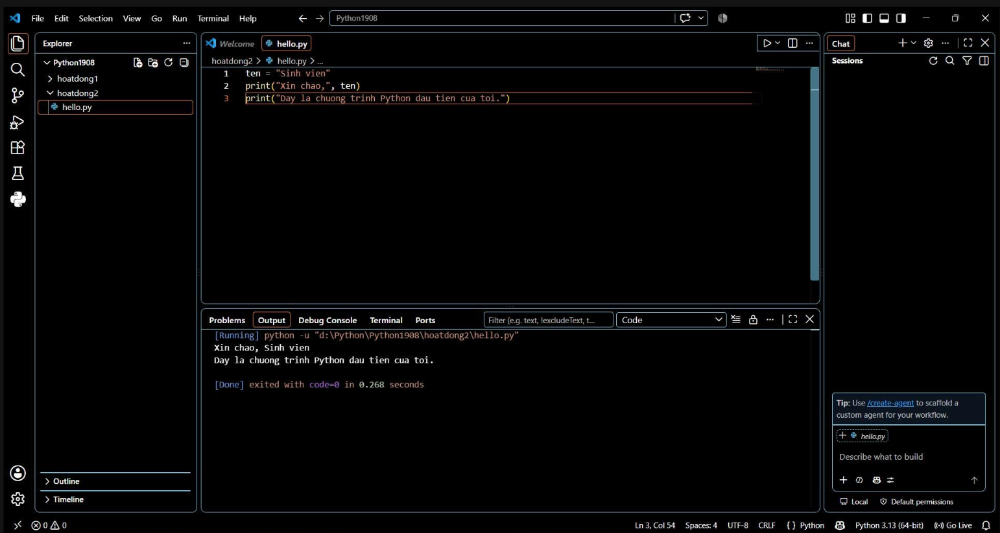 File Edit Selection View Go Run Terminal Help
Python1908
Explorer
Python1908
hoatdong1
hoatdong2
hello.py
Outline
Timeline
Welcome
hello.py
hoatdong2 > hello.py > ...
1 ten = "Sinh vien"
2 print("Xin chao,", ten)
3 print("Day la chuong trinh Python dau tien cua toi.")
Problems Output Debug Console Terminal Ports
Filter (e.g. text, !excludeText, t...
Code
[Running] python -u "d:\Python\Python1908\hoatdong2\hello.py"
Xin chao, Sinh vien
Day la chuong trinh Python dau tien cua toi.
[Done] exited with code=0 in 0.268 seconds
Chat
Sessions
Tip: Use /create-agent to scaffold a
custom agent for your workflow.
hello.py
Describe what to build
Local Default permissions
0 0
Ln 3, Col 54 Spaces: 4 UTF-8 CRLF { } Python Python 3.13 (64-bit) Go Live